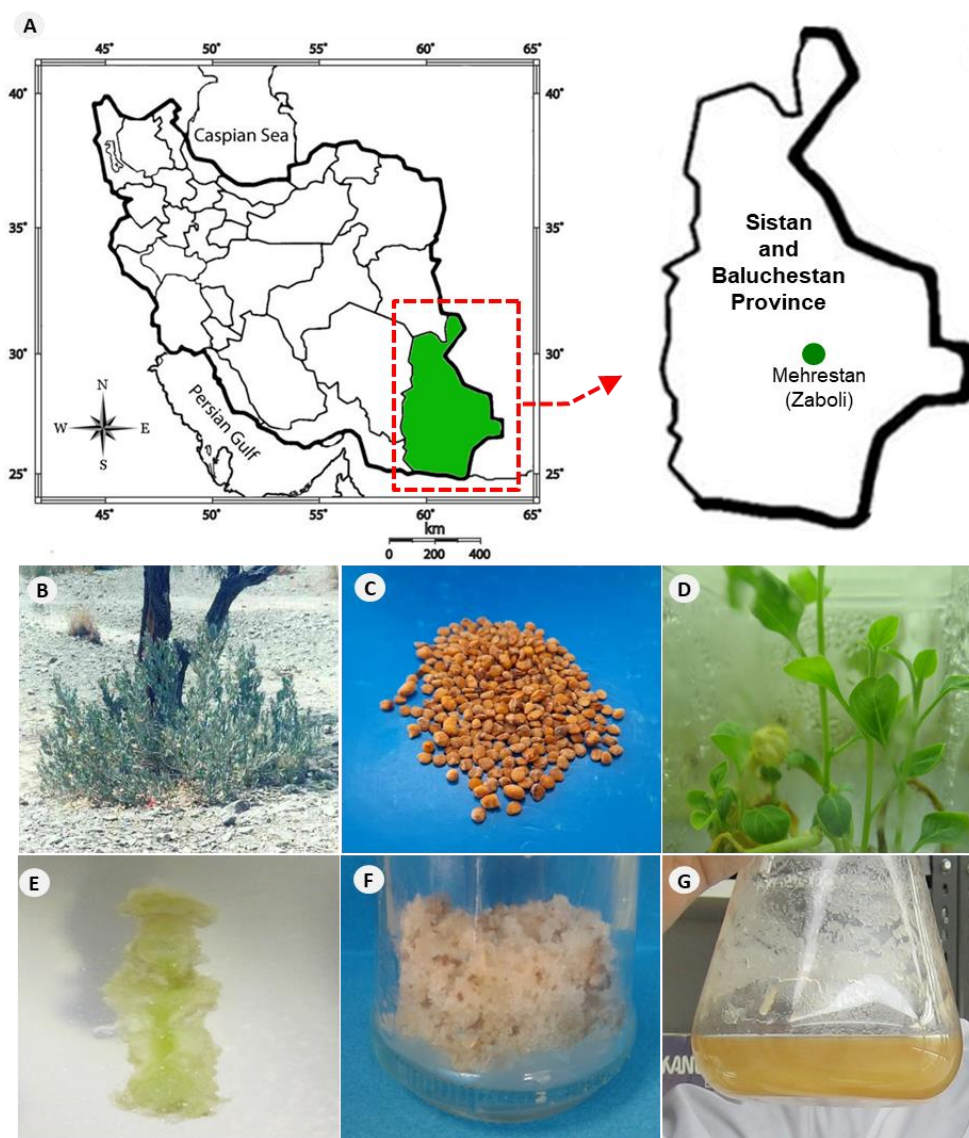 A
45° 50° 55° 60° 65°
40° 40°
Caspian Sea
35° 35°
Sistan
and
Baluchestan
Province
30° 30°
Mehrestan
(Zaboli)
N
W E
S
Persian Gulf
25° 25°
45° 50° 55° 60° 65°
km
0 200 400
B
C
D
E
F
G
KAN